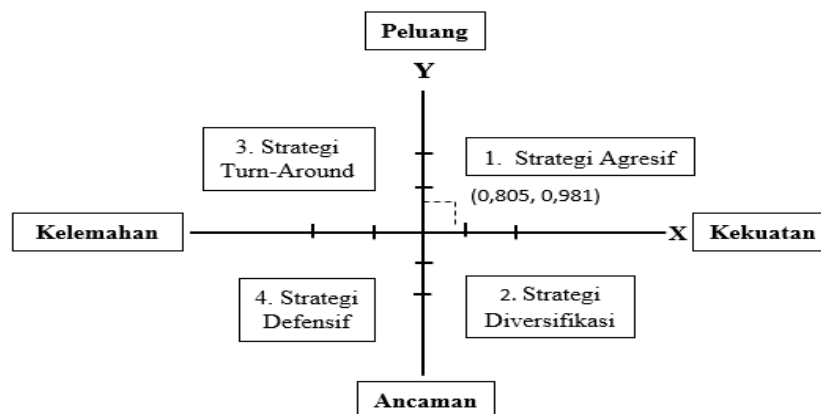 Peluang
Y
3. Strategi
Turn-Around
1. Strategi Agresif
(0,805, 0,981)
Kelemahan
X
Kekuatan
4. Strategi
Defensif
2. Strategi
Diversifikasi
Ancaman